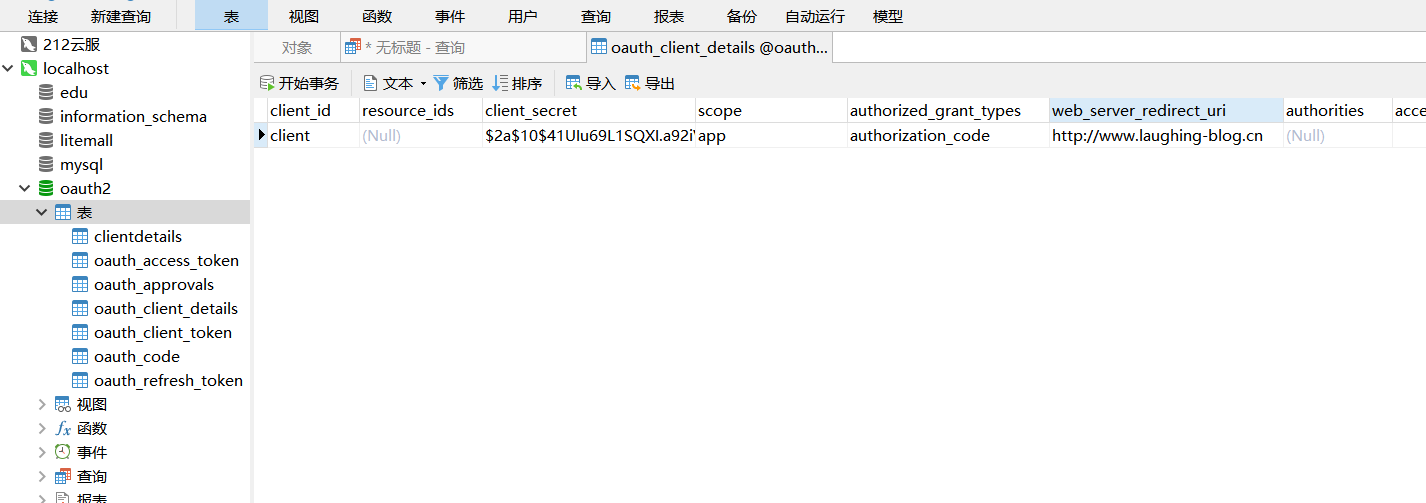 连接 新建查询 表 视图 函数 事件 用户 查询 报表 备份 自动运行 模型
212云服
localhost
edu
information_schema
litemall
mysql
oauth2
表
clientdetails
oauth_access_token
oauth_approvals
oauth_client_details
oauth_client_token
oauth_code
oauth_refresh_token
视图
函数
事件
查询
报表
对象 * 无标题 - 查询 oauth_client_details @oauth...
开始事务 文本 筛选 排序 导入 导出
client_id resource_ids client_secret scope authorized_grant_types web_server_redirect_uri authorities acce
client (Null) app authorization_code http://www.laughing-blog.cn (Null)